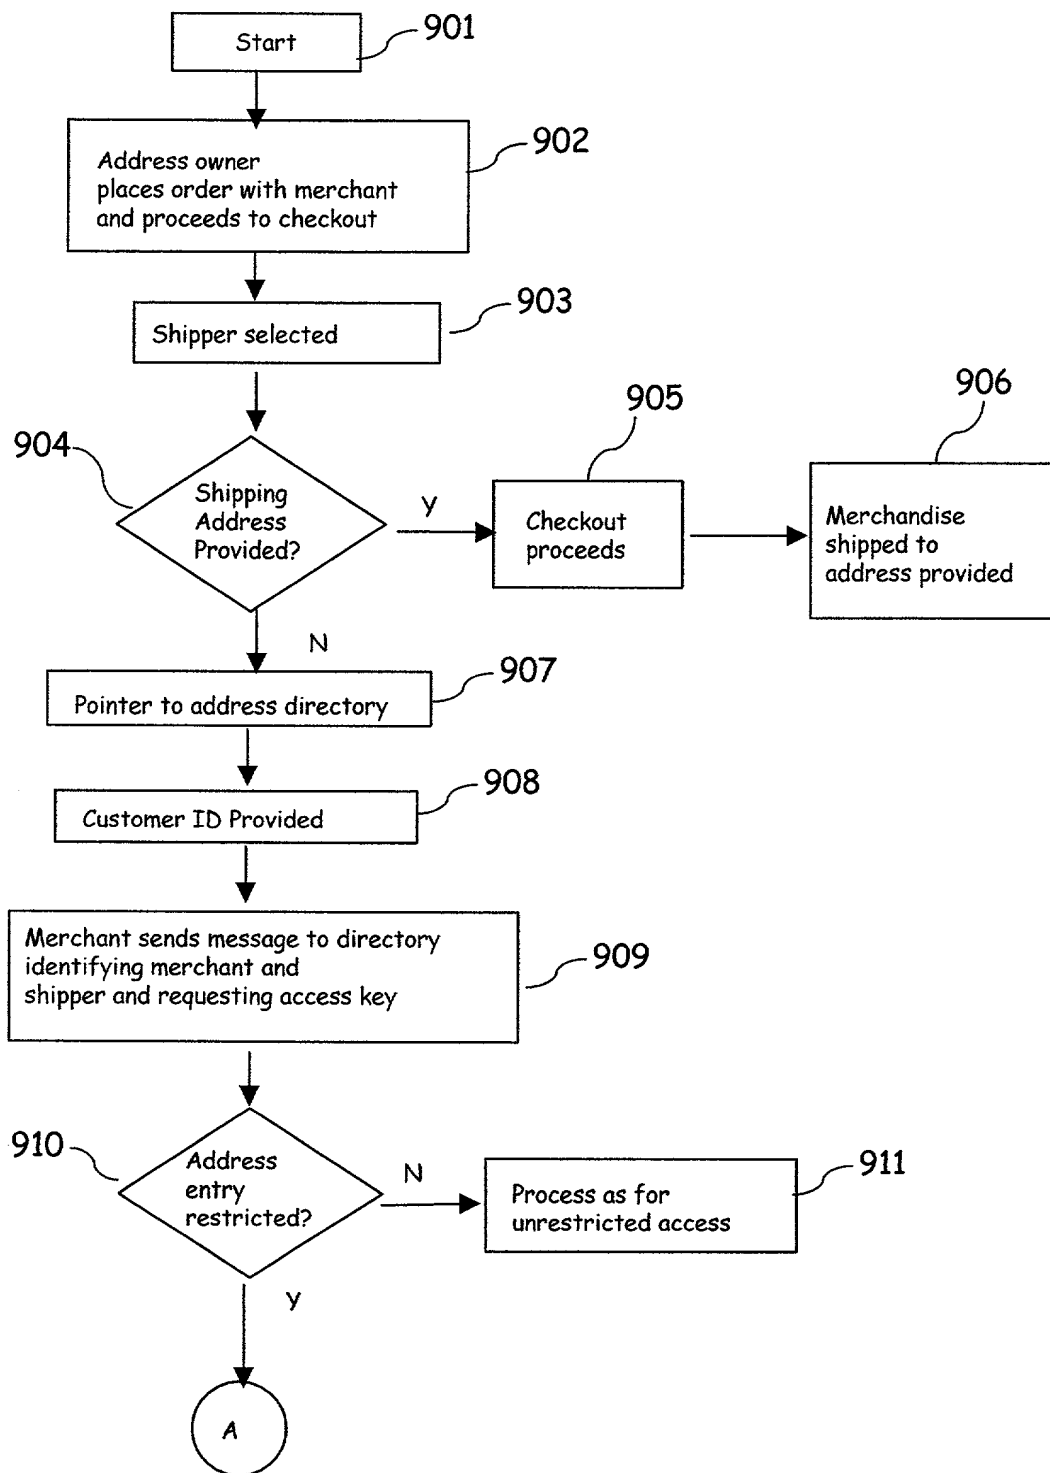 Start
901
902
Address owner
places order with merchant
and proceeds to checkout
903
Shipper selected
904
Shipping
Address
Provided?
Y
905
Checkout
proceeds
906
Merchandise
shipped to
address provided
N
907
Pointer to address directory
908
Customer ID Provided
Merchant sends message to directory
identifying merchant and
shipper and requesting access key
909
910
Address
entry
restricted?
N
911
Process as for
unrestricted access
Y
A